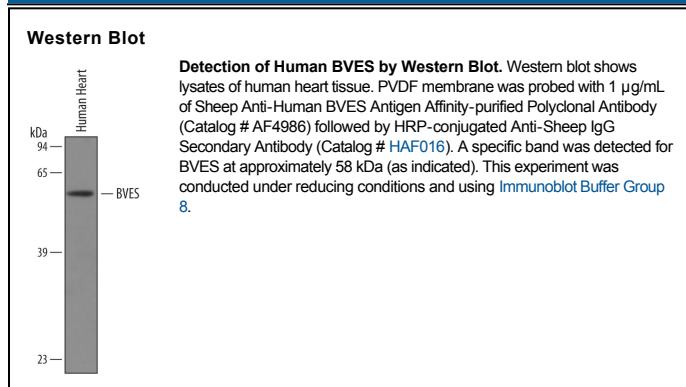 Western Blot
Human Heart
kDa
94
65
BVES
39
23
Detection of Human BVES by Western Blot. Western blot shows
lysates of human heart tissue. PVDF membrane was probed with 1 µg/mL
of Sheep Anti-Human BVES Antigen Affinity-purified Polyclonal Antibody
(Catalog # AF4986) followed by HRP-conjugated Anti-Sheep IgG
Secondary Antibody (Catalog # HAF016). A specific band was detected for
BVES at approximately 58 kDa (as indicated). This experiment was
conducted under reducing conditions and using Immunoblot Buffer Group
8.